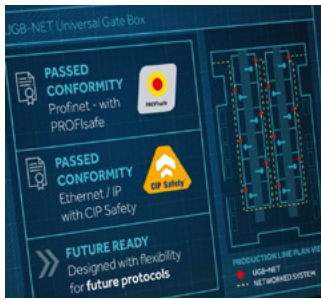 UGB-NET Universal Gate Box
PASSED
CONFORMITY
Profinet - with
PROFIsafe
PROFIsafe
PASSED
CONFORMITY
Ethernet / IP
with CIP Safety
CIP Safety
FUTURE READY
Designed with flexibility
for future protocols
PRODUCTION LINE PLAN VIEW
UGB-NET
NETWORKED SYSTEM